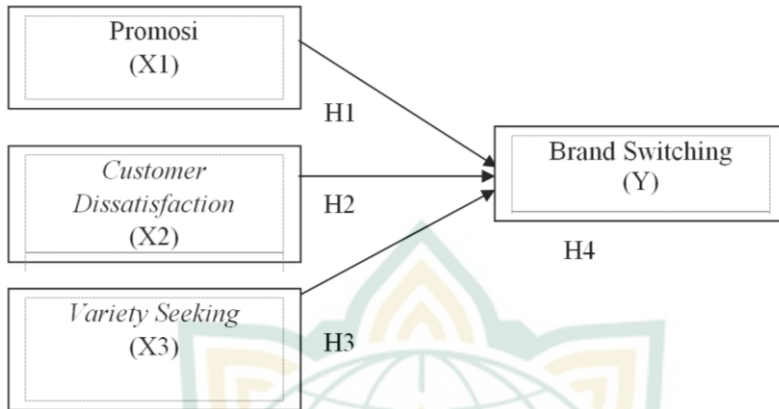 Promosi
(X1)
H1
Customer
Dissatisfaction
(X2)
H2
Variety Seeking
(X3)
H3
Brand Switching
(Y)
H4